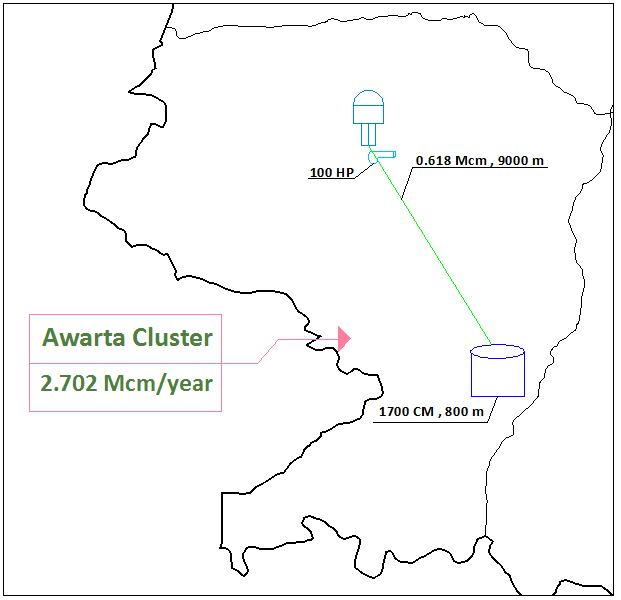 0.618 Mcm , 9000 m
100 HP
Awarta Cluster
2.702 Mcm/year
1700 CM , 800 m